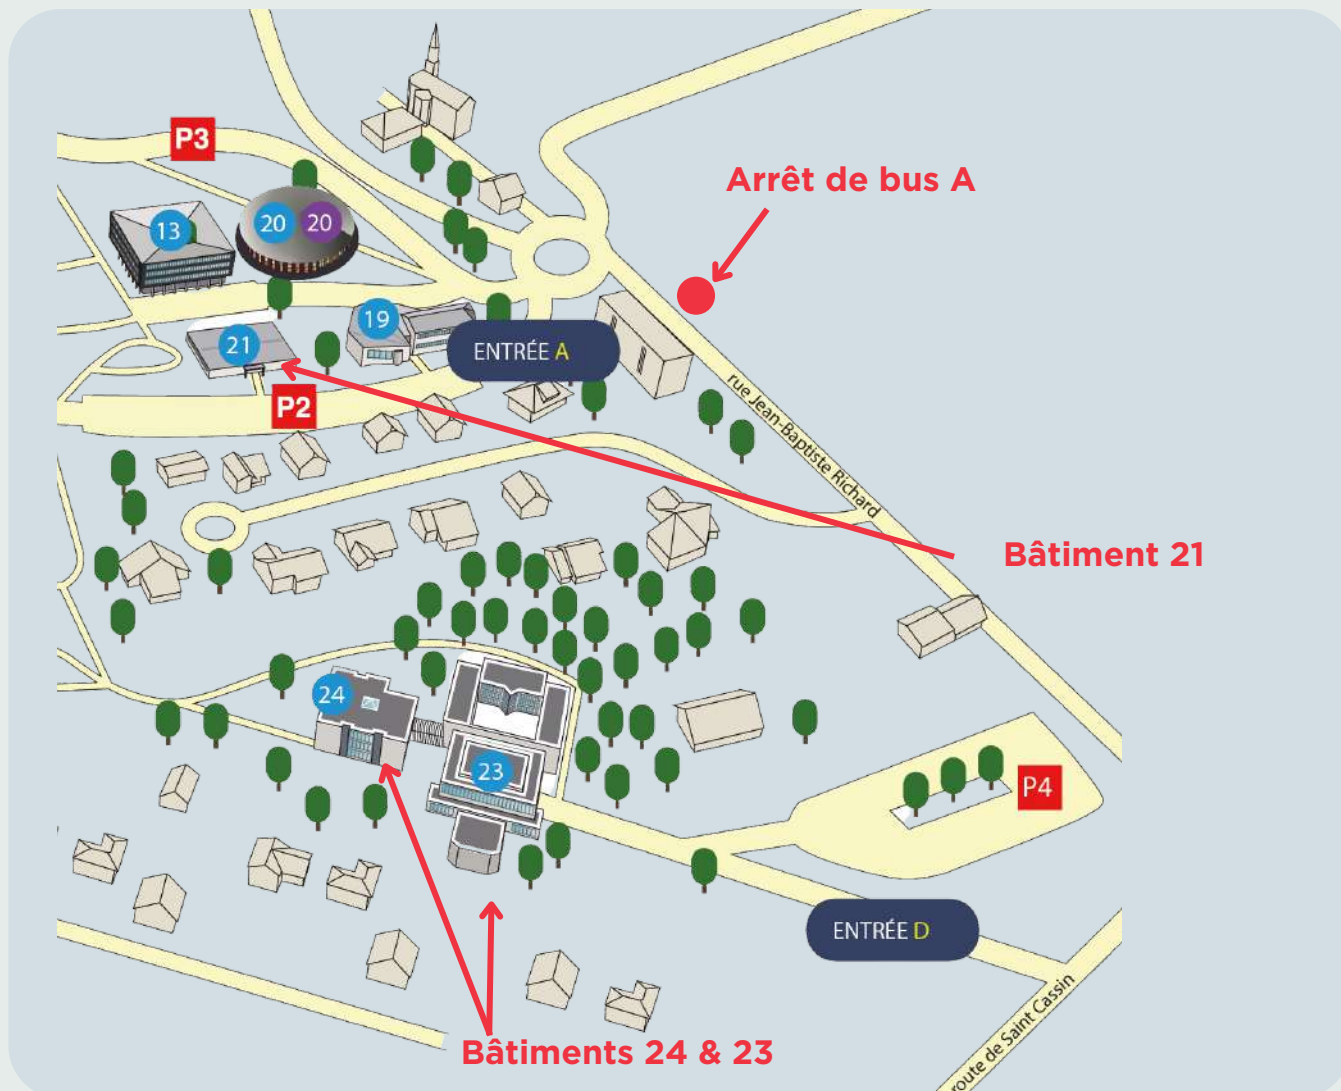 P3
Arrêt de bus A
13
20
20
19
21
ENTRÉE A
P2
rue Jean-Baptiste Richard
Bâtiment 21
24
23
P4
ENTRÉE D
route de Saint Cassin
Bâtiments 24 & 23